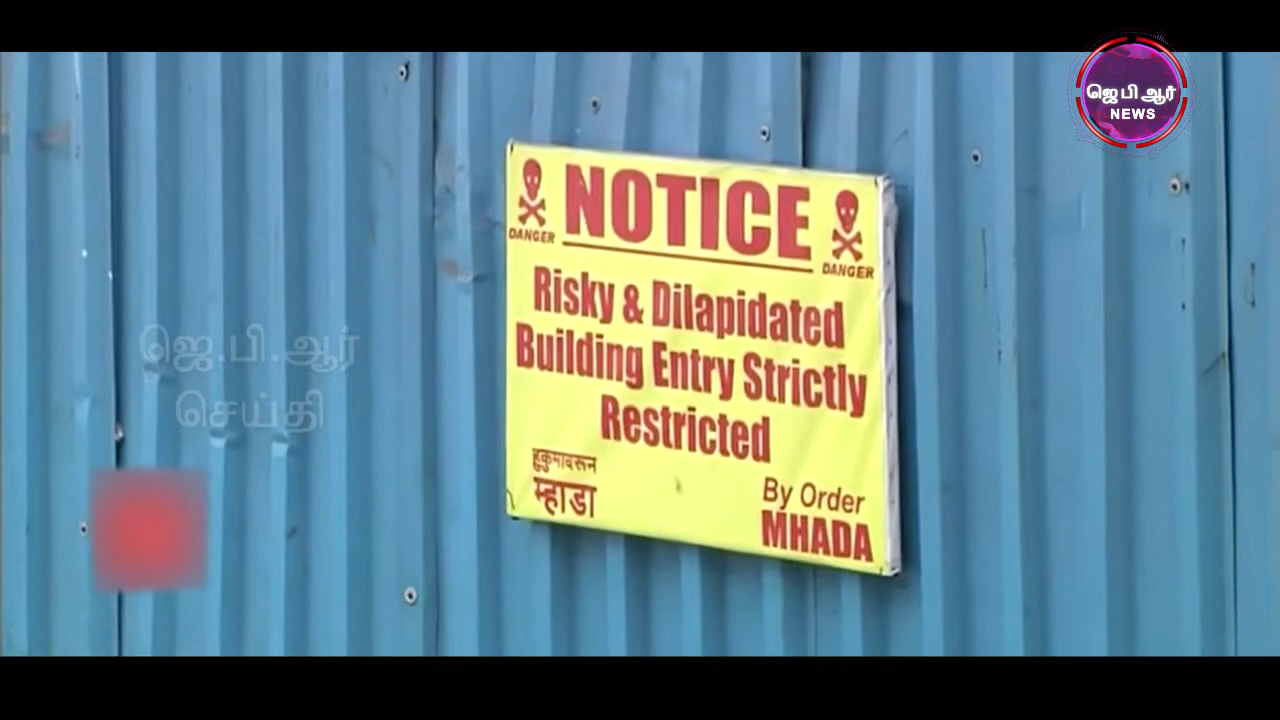 ஜெ பி ஆர்
NEWS
NOTICE
DANGER
DANGER
Risky & Dilapidated
Building Entry Strictly
Restricted
हुकुमावरून
म्हाडा
By Order
MHADA
ஜெ.பி.ஆர்
செய்தி